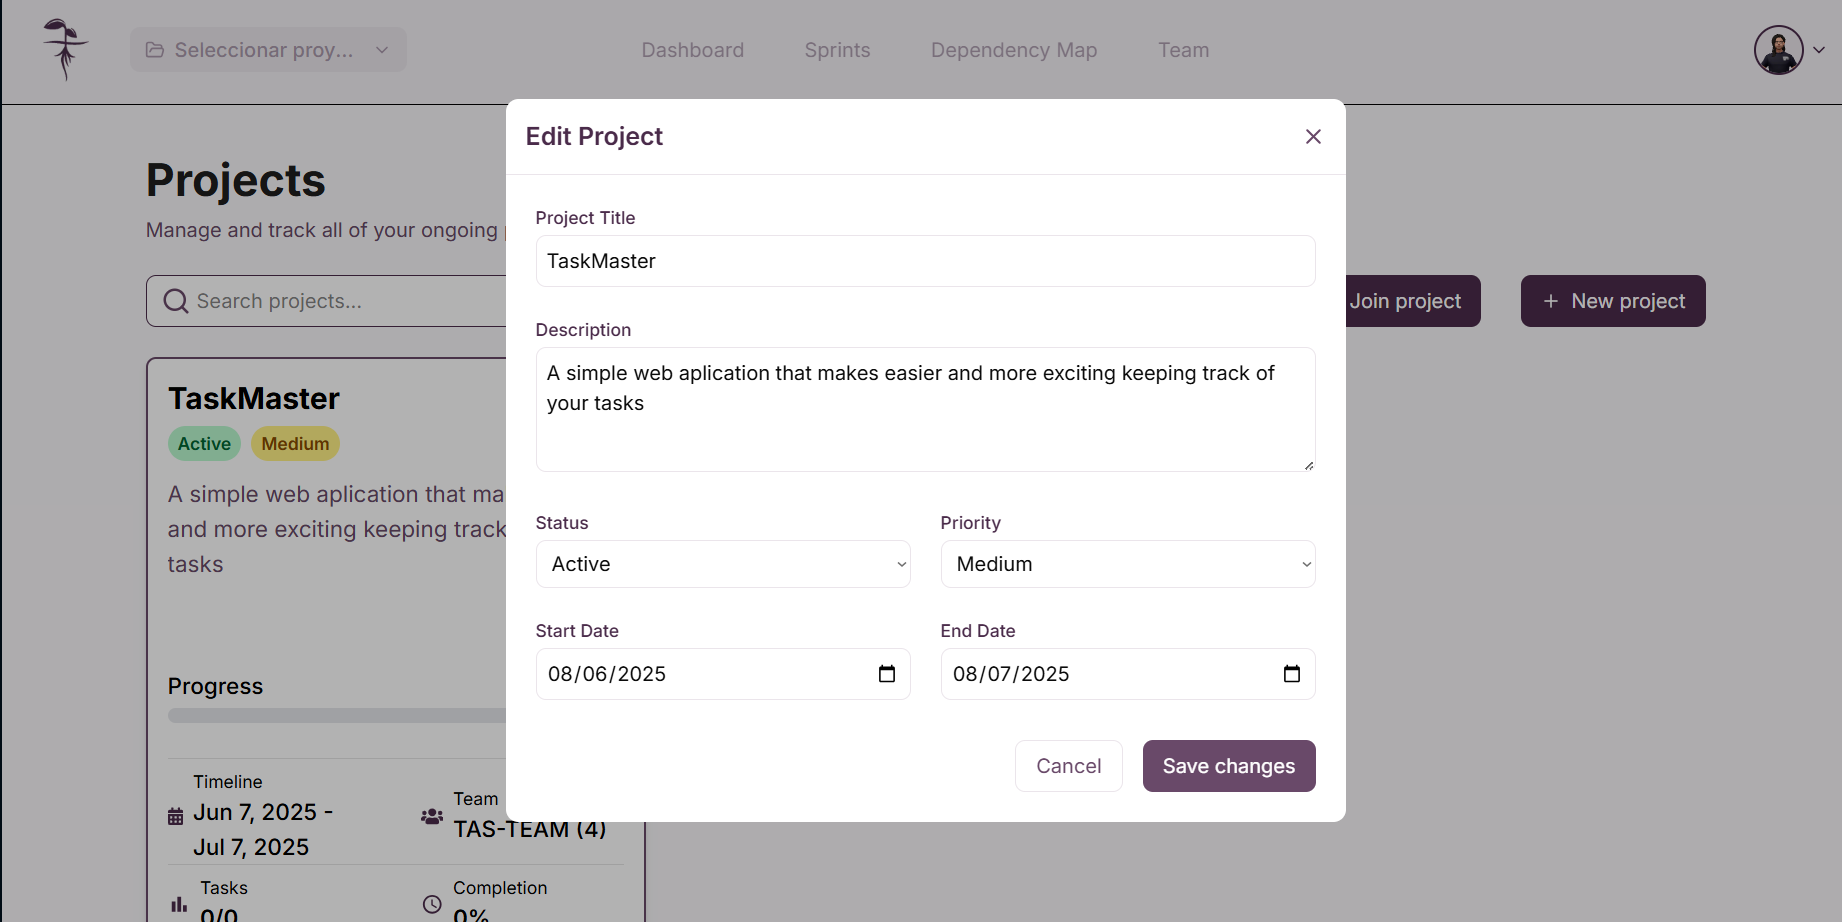 Seleccionar proy...
Dashboard
Sprints
Dependency Map
Team
Projects
Manage and track all of your ongoing
Search projects...
Join project
+ New project
TaskMaster
Active
Medium
A simple web aplication that ma
and more exciting keeping track
tasks
Progress
Timeline
Jun 7, 2025 -
Jul 7, 2025
Team
TAS-TEAM (4)
Tasks
0/0
Completion
0%
Edit Project
Project Title
TaskMaster
Description
A simple web aplication that makes easier and more exciting keeping track of
your tasks
Status
Active
Priority
Medium
Start Date
08/06/2025
End Date
08/07/2025
Cancel
Save changes